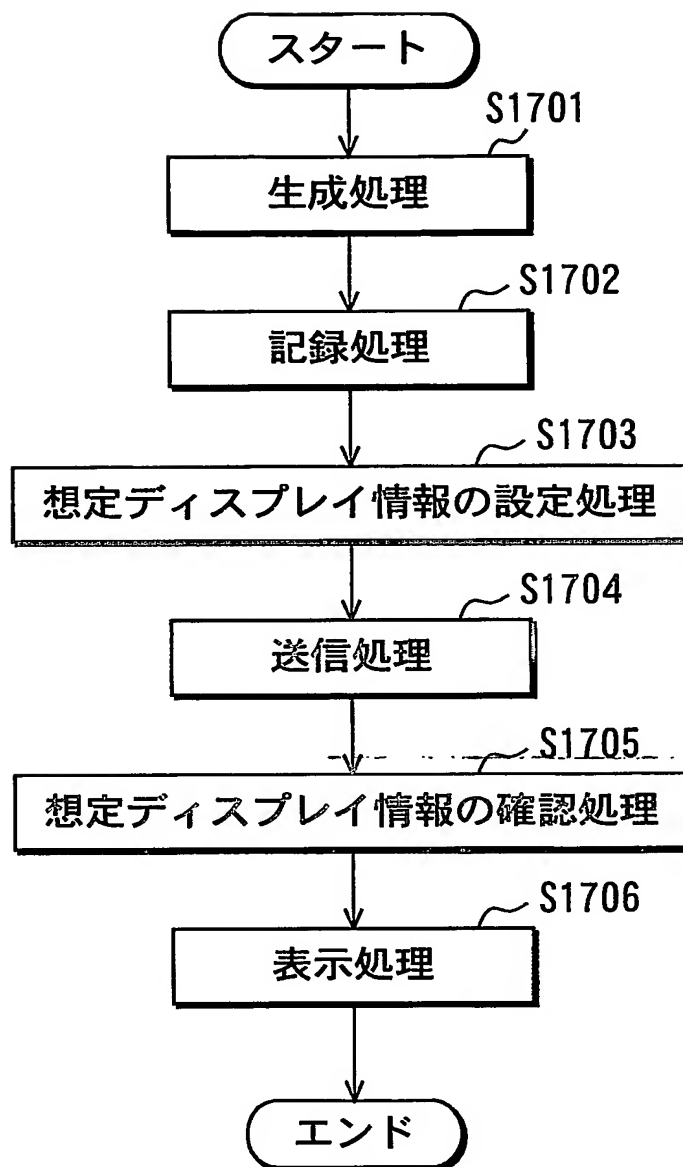 スタート
S1701
生成処理
S1702
記録処理
S1703
想定ディスプレイ情報の設定処理
S1704
送信処理
S1705
想定ディスプレイ情報の確認処理
S1706
表示処理
エンド